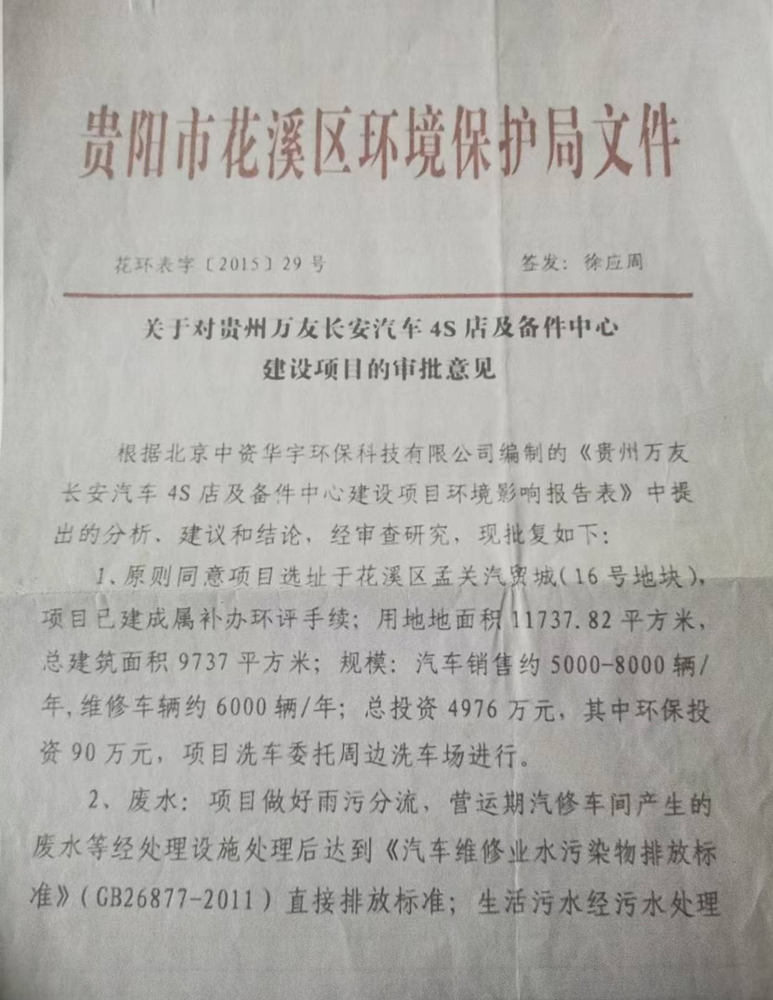 贵阳市花溪区环境保护局文件
花环表字〔2015〕29号 签发：徐应周
关于对贵州万友长安汽车4S店及备件中心
建设项目的审批意见
根据北京中资华宇环保科技有限公司编制的《贵州万友
长安汽车4S店及备件中心建设项目环境影响报告表》中提
出的分析、建议和结论，经审查研究，现批复如下：
1、原则同意项目选址于花溪区孟关汽贸城（16号地块），
项目已建成属补办环评手续；用地地面积11737.82平方米，
总建筑面积9737平方米；规模：汽车销售约5000-8000辆/
年,维修车辆约6000辆/年；总投资4976万元，其中环保投
资90万元，项目洗车委托周边洗车场进行。
2、废水：项目做好雨污分流，营运期汽修车间产生的
废水等经处理设施处理后达到《汽车维修业水污染物排放标
准》（GB26877-2011）直接排放标准；生活污水经污水处理